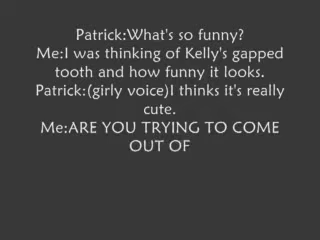 Patrick:What's so funny?
Me:I was thinking of Kelly's gapped
tooth and how funny it looks.
Patrick:(girly voice)I thinks it's really
cute.
Me:ARE YOU TRYING TO COME
OUT OF